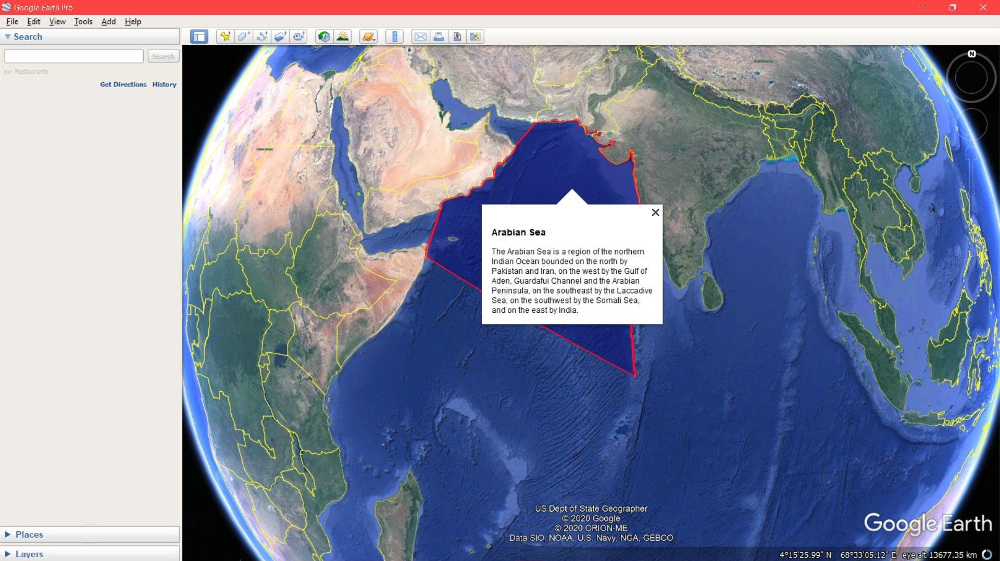 Google Earth Pro
File Edit View Tools Add Help
Search
Search
ex: Restaurants
Get Directions History
N
Arabian Sea
The Arabian Sea is a region of the northern
Indian Ocean bounded on the north by
Pakistan and Iran, on the west by the Gulf of
Aden, Guardafui Channel and the Arabian
Peninsula, on the southeast by the Laccadive
Sea, on the southwest by the Somali Sea,
and on the east by India.
US Dept of State Geographer
© 2020 Google
© 2020 ORION-ME
Data SIO, NOAA, U.S. Navy, NGA, GEBCO
Google Earth
Places
Layers
4°15'25.99" N 68°33'05.12" E eye alt 13677.35 km